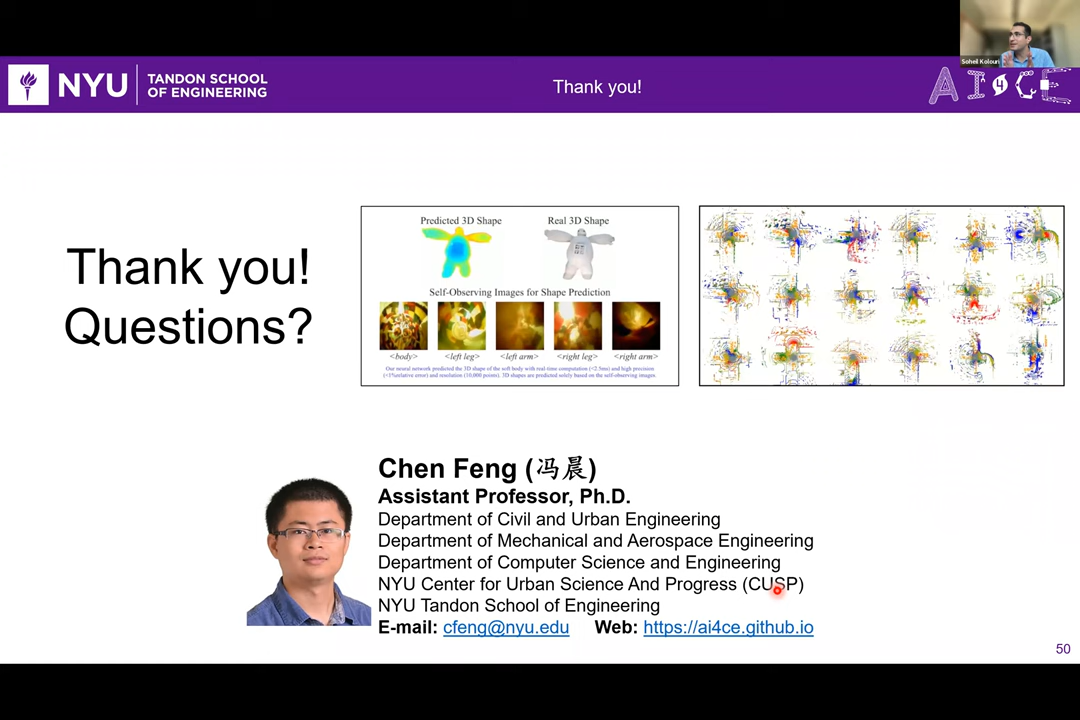 Soheil Kolouri
NYU
TANDON SCHOOL
OF ENGINEERING
Thank you!
AI4CE
Thank you!
Questions?
Predicted 3D Shape
Real 3D Shape
Self-Observing Images for Shape Prediction
<body>
<left leg>
<left arm>
<right leg>
<right arm>
Our neural network predicted the 3D shape of the soft body with real-time computation (<2.5ms) and high precision
(<1%relative error) and resolution (10,000 points). 3D shapes are predicted solely based on the self-observing images.
Chen Feng (冯晨)
Assistant Professor, Ph.D.
Department of Civil and Urban Engineering
Department of Mechanical and Aerospace Engineering
Department of Computer Science and Engineering
NYU Center for Urban Science And Progress (CUSP)
NYU Tandon School of Engineering
E-mail: cfeng@nyu.edu Web: https://ai4ce.github.io
50